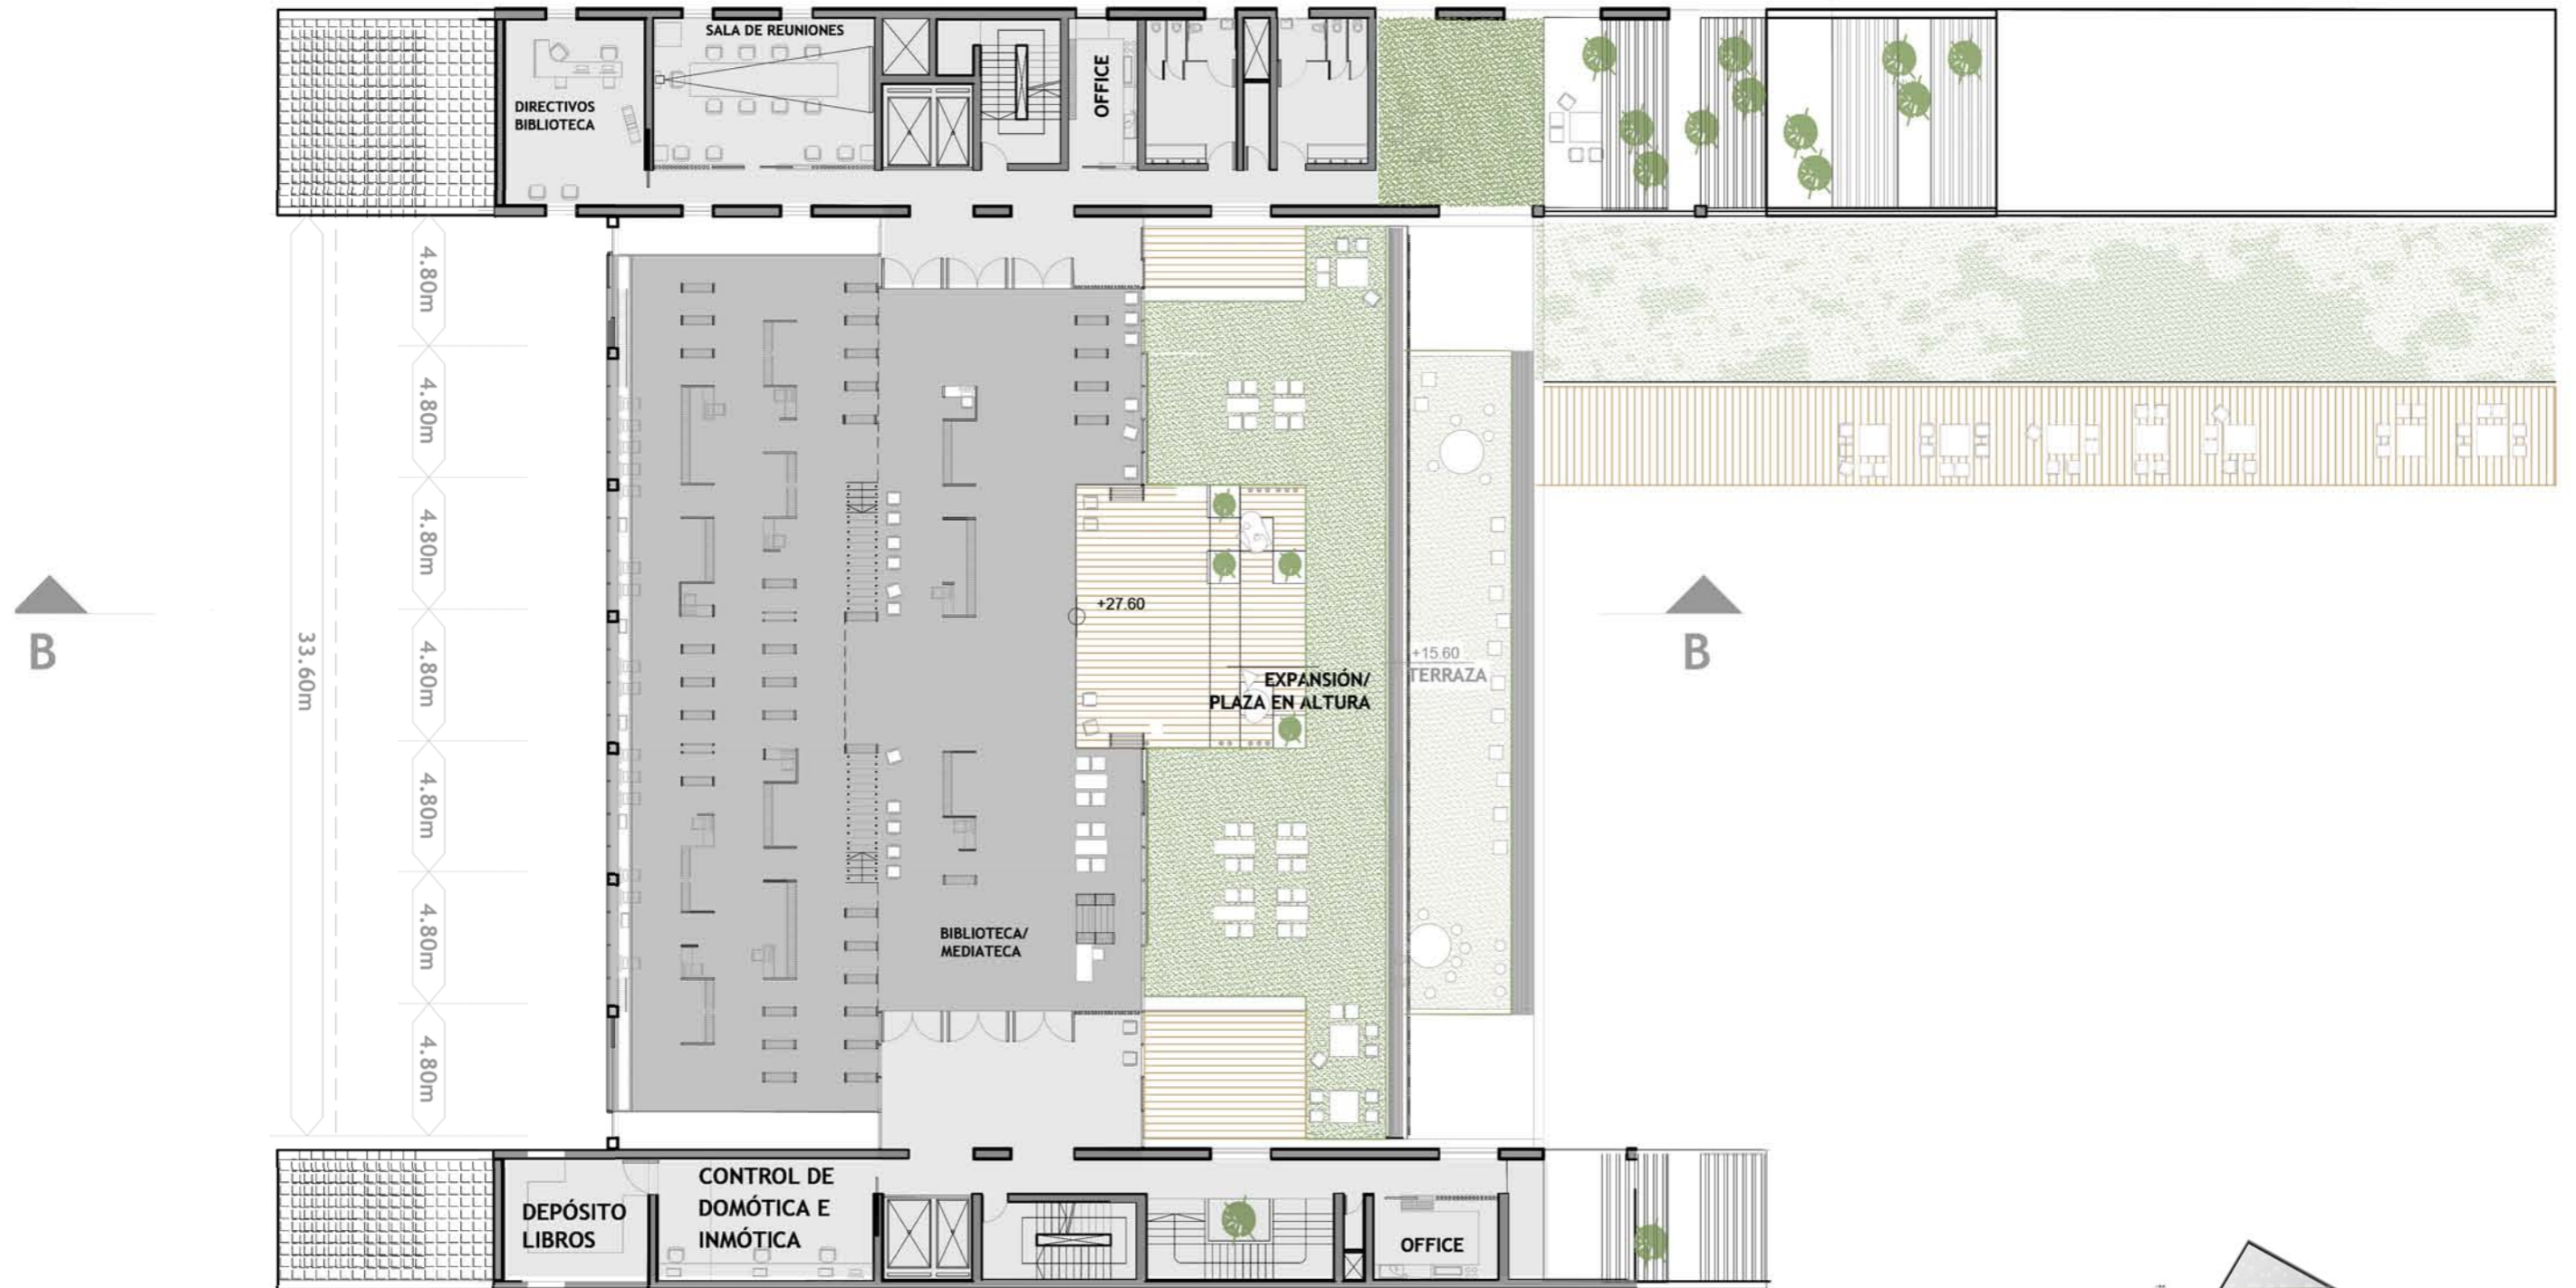 SALA DE REUNIONES
DIRECTIVOS
BIBLIOTECA
OFFICE
4.80m
4.80m
4.80m
4.80m
4.80m
4.80m
4.80m
33.60m
B
B
+27.60
+15.60
TERRAZA
EXPANSIÓN/
PLAZA EN ALTURA
BIBLIOTECA/
MEDIATECA
DEPÓSITO
LIBROS
CONTROL DE
DOMÓTICA E
INMÓTICA
OFFICE